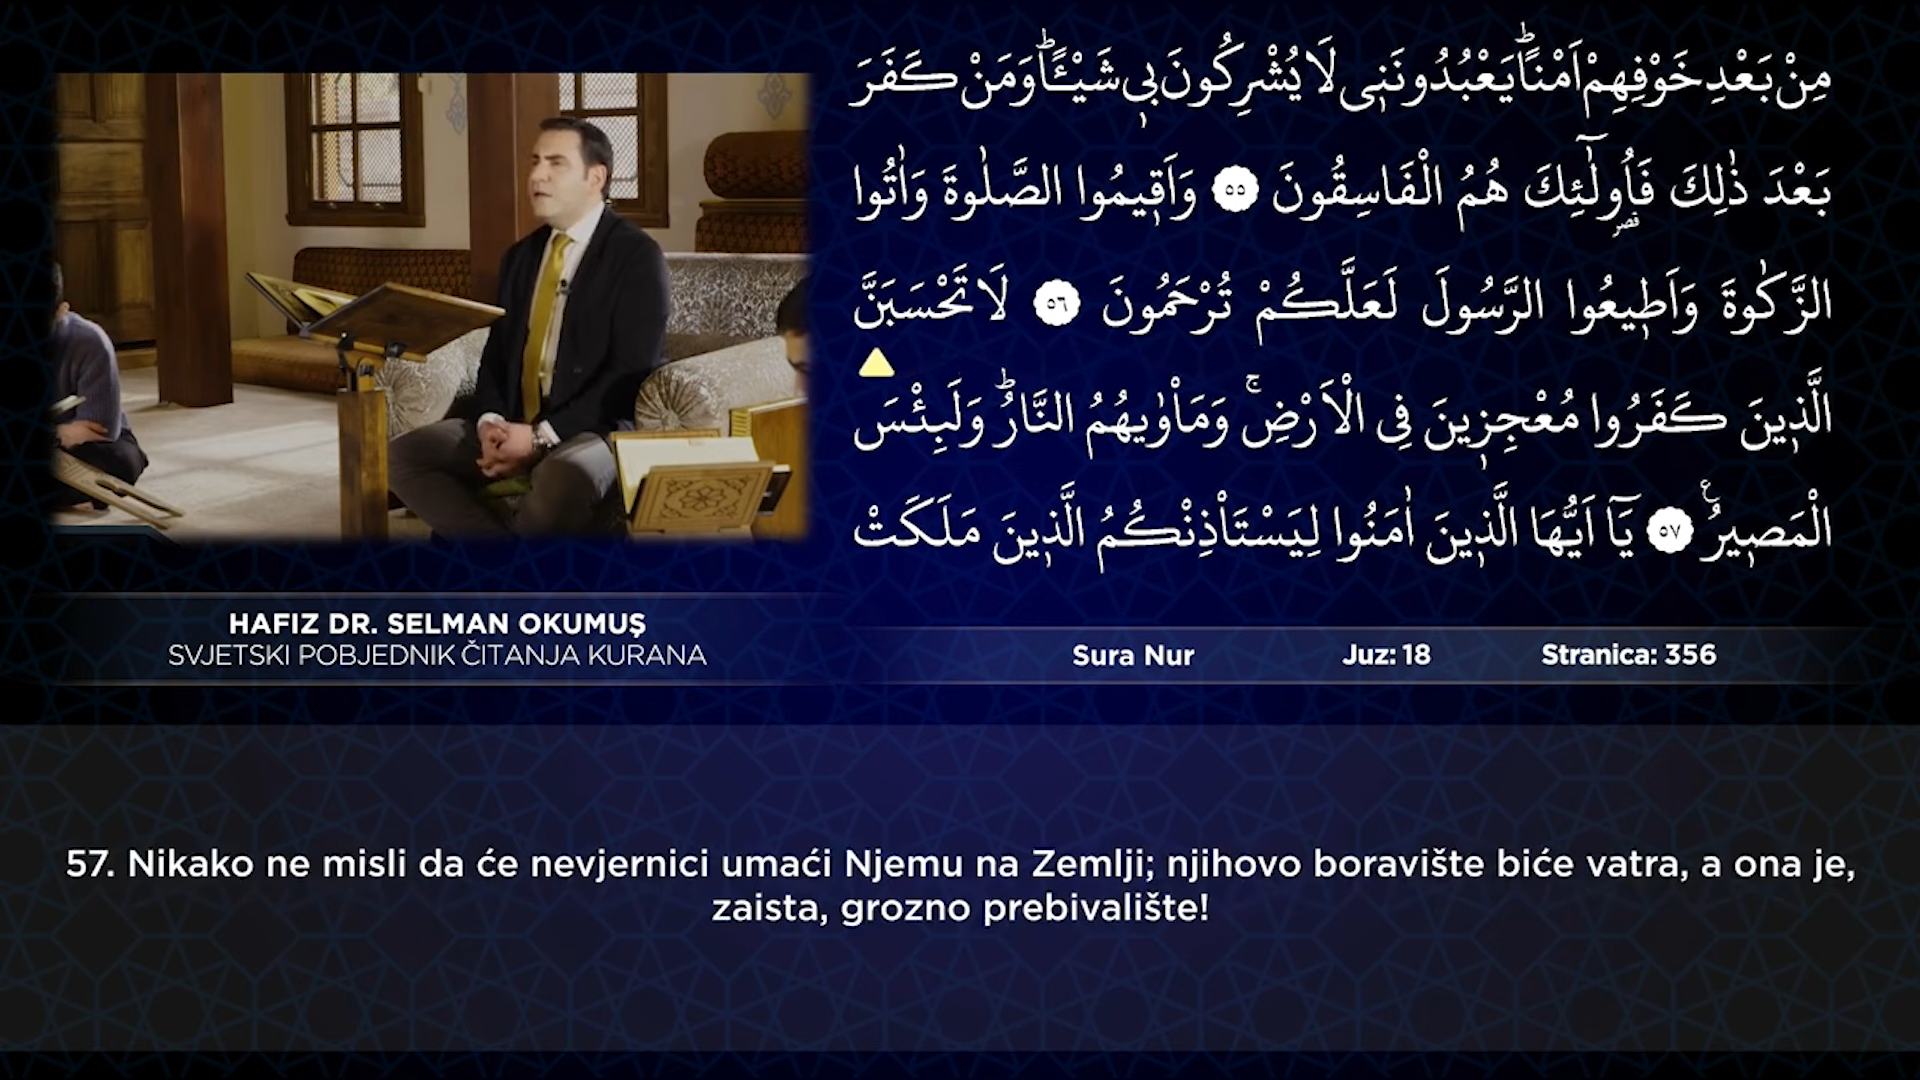 مِنْ بَعْدِ خَوْفِهِمْ اَمْنًاۜ يَعْبُدُونَن۪ى لَا يُشْرِكُونَ ب۪ى شَيْـًٔاۜ وَمَنْ كَفَرَ
بَعْدَ ذٰلِكَ فَاُو۬لٰٓئِكَ هُمُ الْفَاسِقُونَ ٥٥ وَاَق۪يمُوا الصَّلٰوةَ وَاٰتُوا
الزَّكٰوةَ وَاَط۪يعُوا الرَّسُولَ لَعَلَّكُمْ تُرْحَمُونَ ٥٦ لَا تَحْسَبَنَّ
الَّذ۪ينَ كَفَرُوا مُعْجِز۪ينَ فِى الْاَرْضِۚ وَمَاْوٰيهُمُ النَّارُۜ وَلَبِئْسَ
الْمَص۪يرُ۟ ٥٧ يَٓا اَيُّهَا الَّذ۪ينَ اٰمَنُوا لِيَسْتَاْذِنْكُمُ الَّذ۪ينَ مَلَكَتْ
HAFIZ DR. SELMAN OKUMUŞ
SVJETSKI POBJEDNIK ČITANJA KURANA
Sura Nur Juz: 18 Stranica: 356
57. Nikako ne misli da će nevjernici umaći Njemu na Zemlji; njihovo boravište biće vatra, a ona je,
zaista, grozno prebivalište!